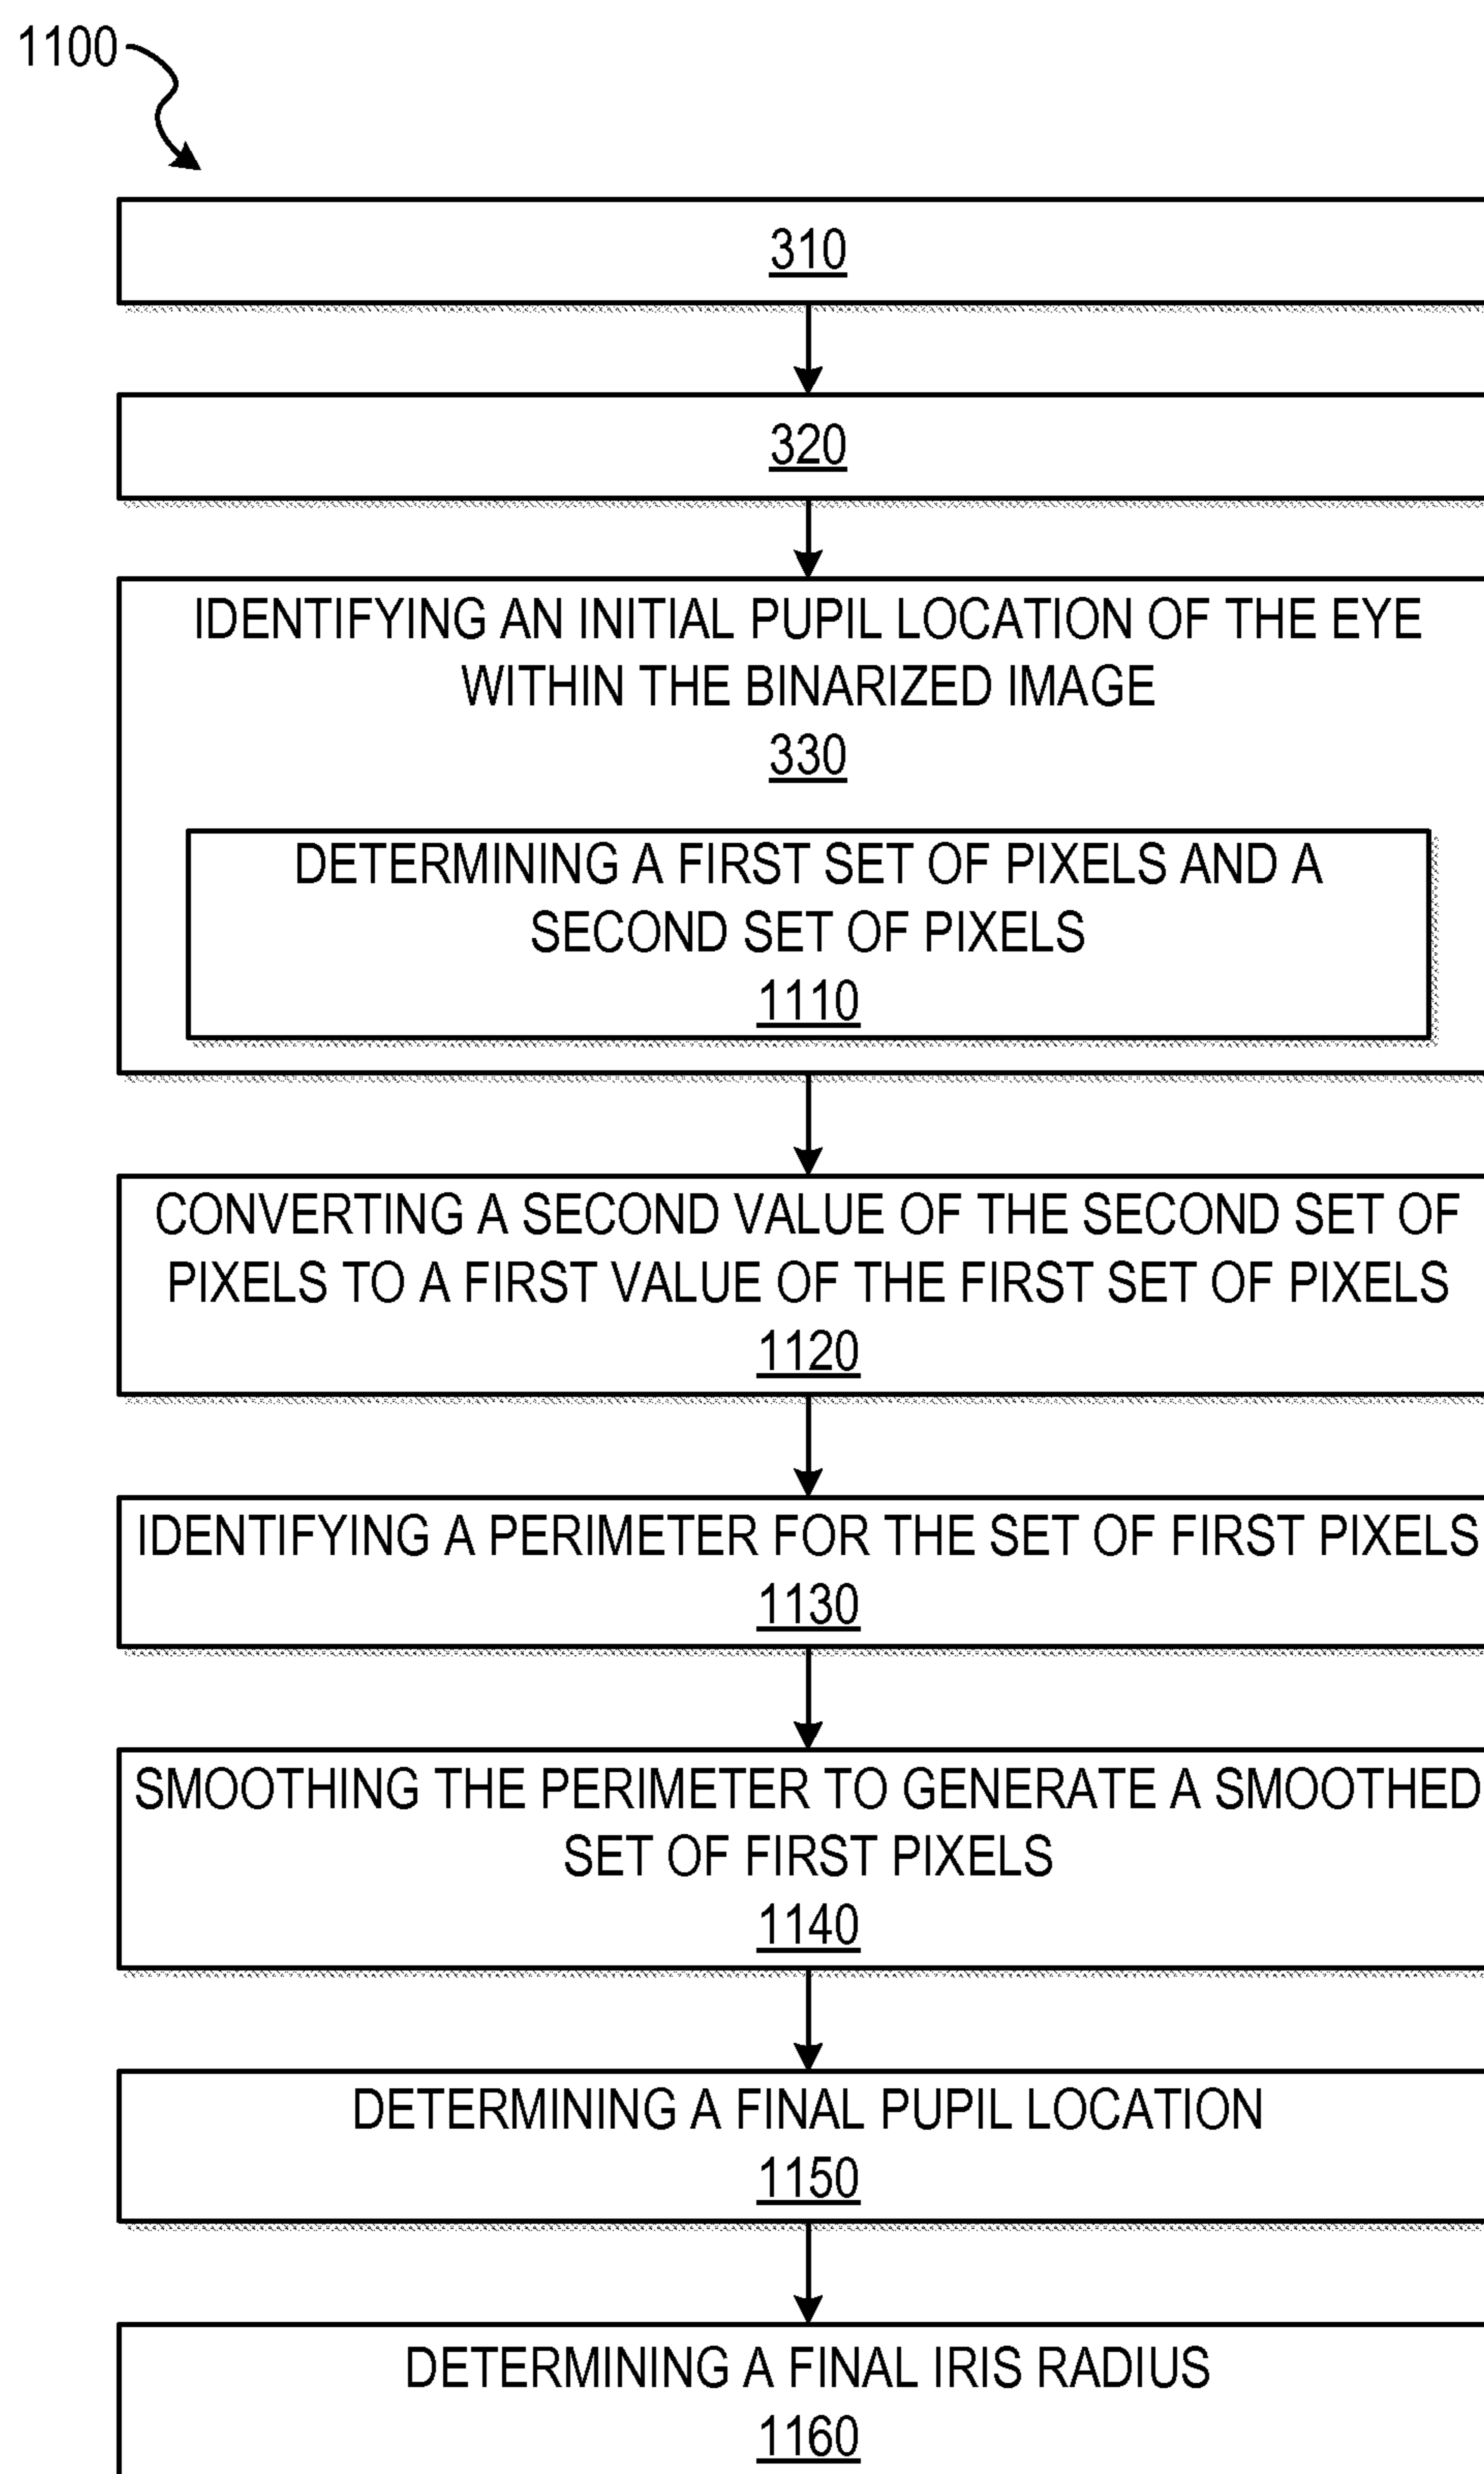 1100
310
320
IDENTIFYING AN INITIAL PUPIL LOCATION OF THE EYE
WITHIN THE BINARIZED IMAGE
330
DETERMINING A FIRST SET OF PIXELS AND A
SECOND SET OF PIXELS
1110
CONVERTING A SECOND VALUE OF THE SECOND SET OF
PIXELS TO A FIRST VALUE OF THE FIRST SET OF PIXELS
1120
IDENTIFYING A PERIMETER FOR THE SET OF FIRST PIXELS
1130
SMOOTHING THE PERIMETER TO GENERATE A SMOOTHED
SET OF FIRST PIXELS
1140
DETERMINING A FINAL PUPIL LOCATION
1150
DETERMINING A FINAL IRIS RADIUS
1160